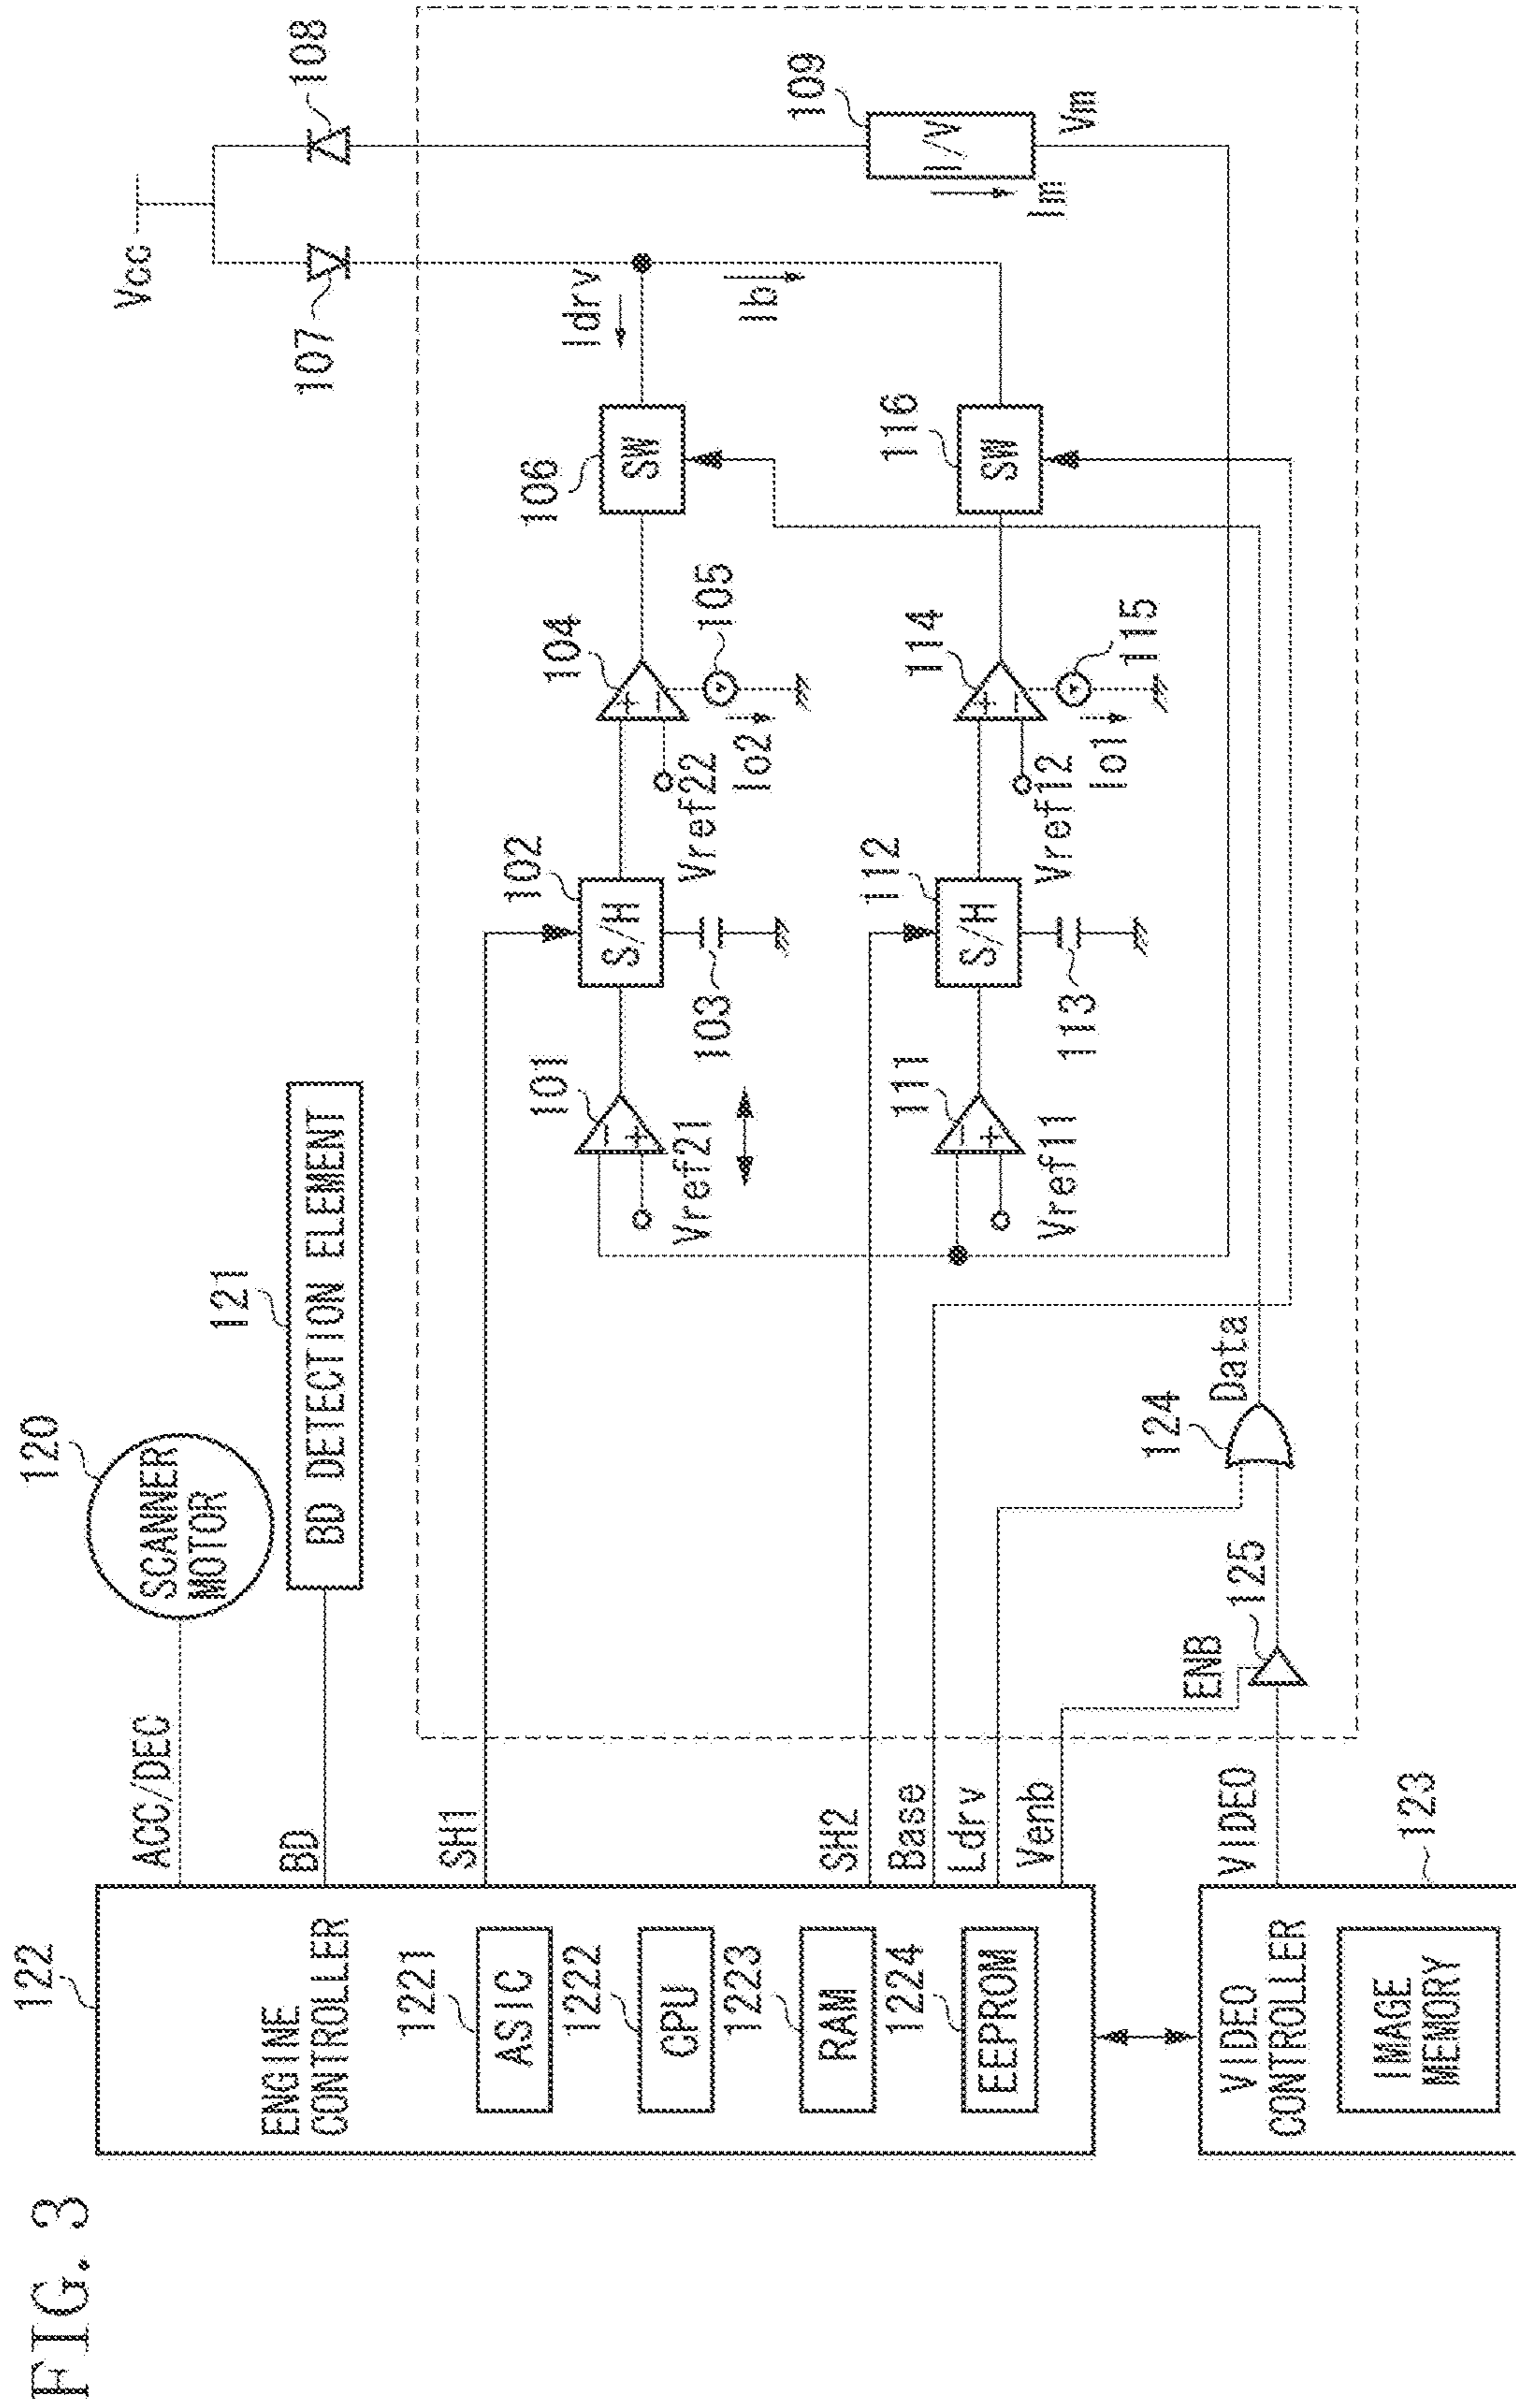 FIG. 3
122
ENGINE
CONTROLLER
1221
ASIC
1222
CPU
1223
RAM
1224
EEPROM
VIDEO
CONTROLLER
IMAGE
MEMORY
123
ACC/DEC
BD
SH1
SH2
Base
Ldrv
Venb
VIDEO
120
SCANNER
MOTOR
121
BD DETECTION ELEMENT
ENB
125
124
Data
101
Vref21
102
S/H
103
104
Vref22
105
Io2
106
SW
Idrv
111
Vref11
112
S/H
113
114
Vref12
115
Io1
116
SW
Ib
Vcc
107
108
109
I/V
Im
Vm